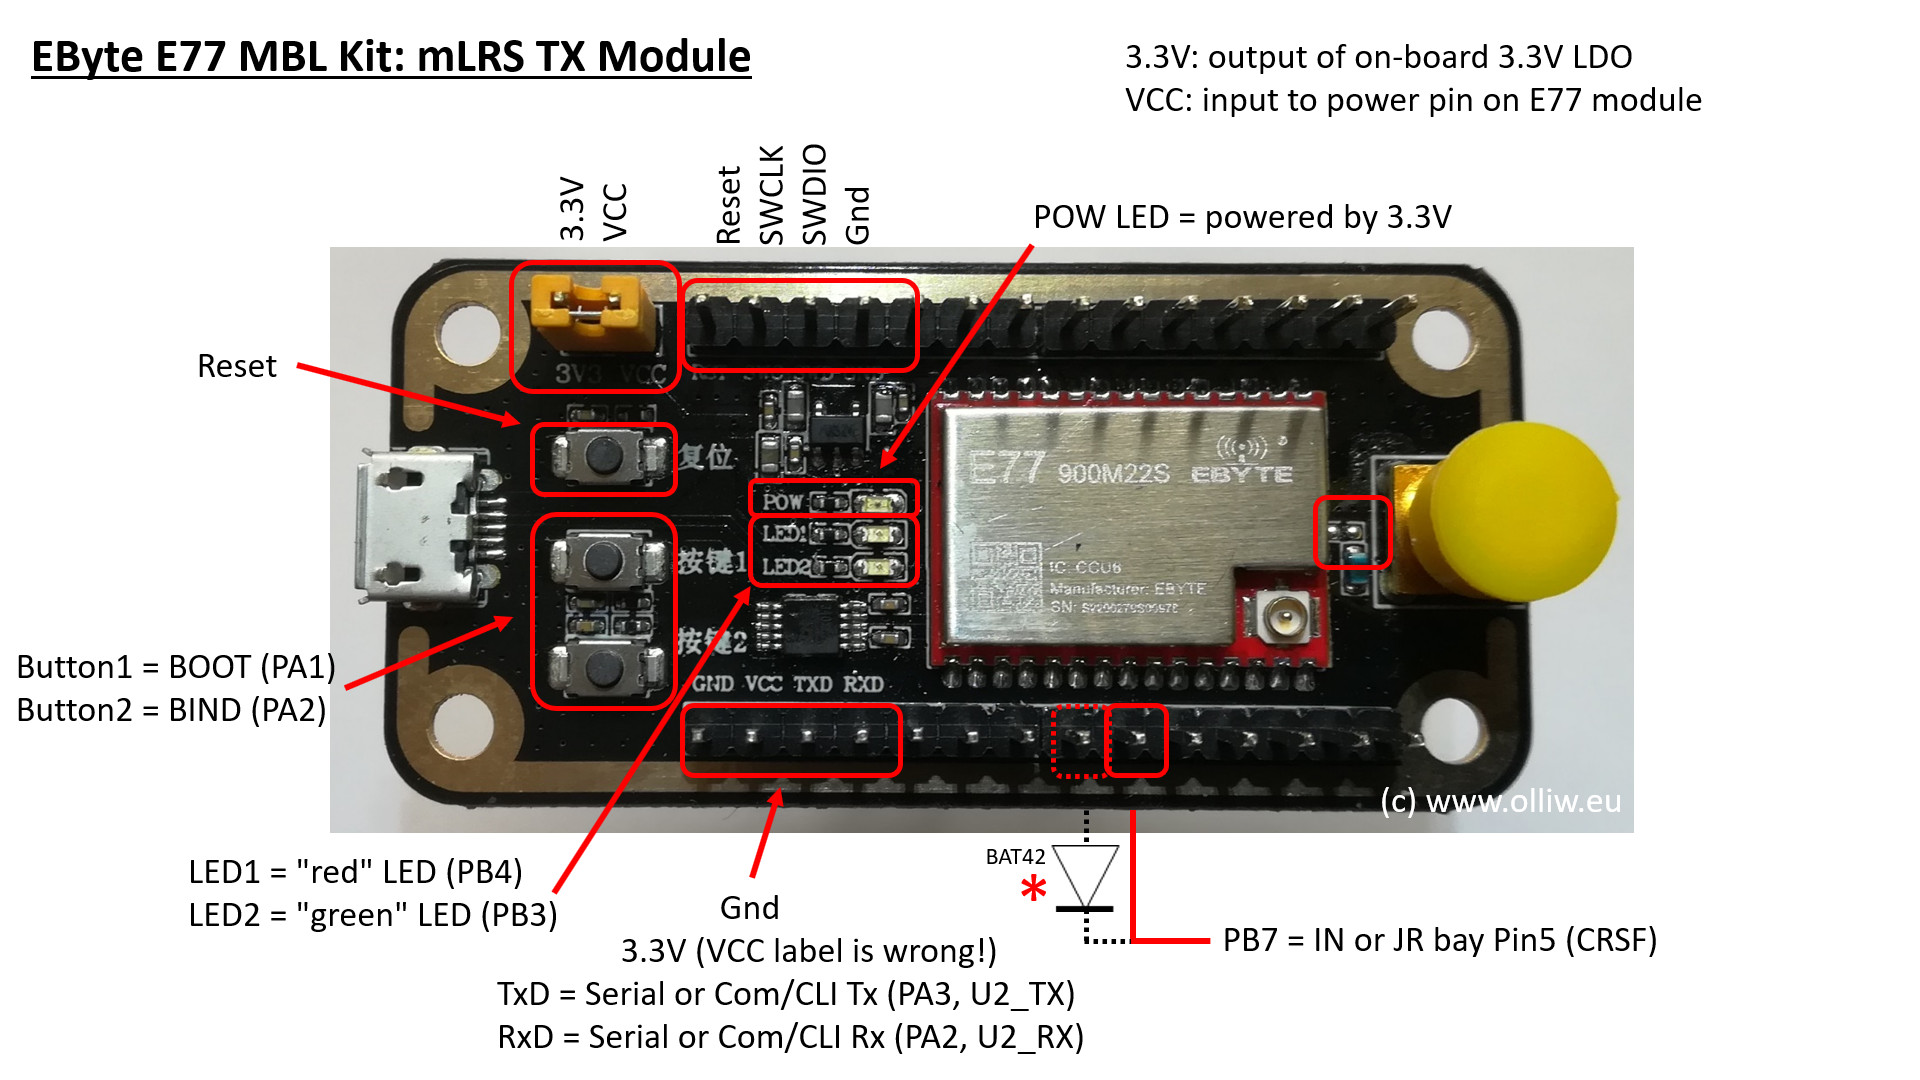 EByte E77 MBL Kit: mLRS TX Module
3.3V: output of on-board 3.3V LDO
VCC: input to power pin on E77 module
3.3V
VCC
Reset
SWCLK
SWDIO
Gnd
POW LED = powered by 3.3V
Reset
3V3 VCC
复位
E77 900M22S EBYTE
POW
LED1
LED2
按键1
按键2
Manufacturer: EBYTE
GND VCC TXD RXD
Button1 = BOOT (PA1)
Button2 = BIND (PA2)
(c) www.olliw.eu
LED1 = "red" LED (PB4)
LED2 = "green" LED (PB3)
BAT42
*
Gnd
3.3V (VCC label is wrong!)
TxD = Serial or Com/CLI Tx (PA3, U2_TX)
RxD = Serial or Com/CLI Rx (PA2, U2_RX)
PB7 = IN or JR bay Pin5 (CRSF)